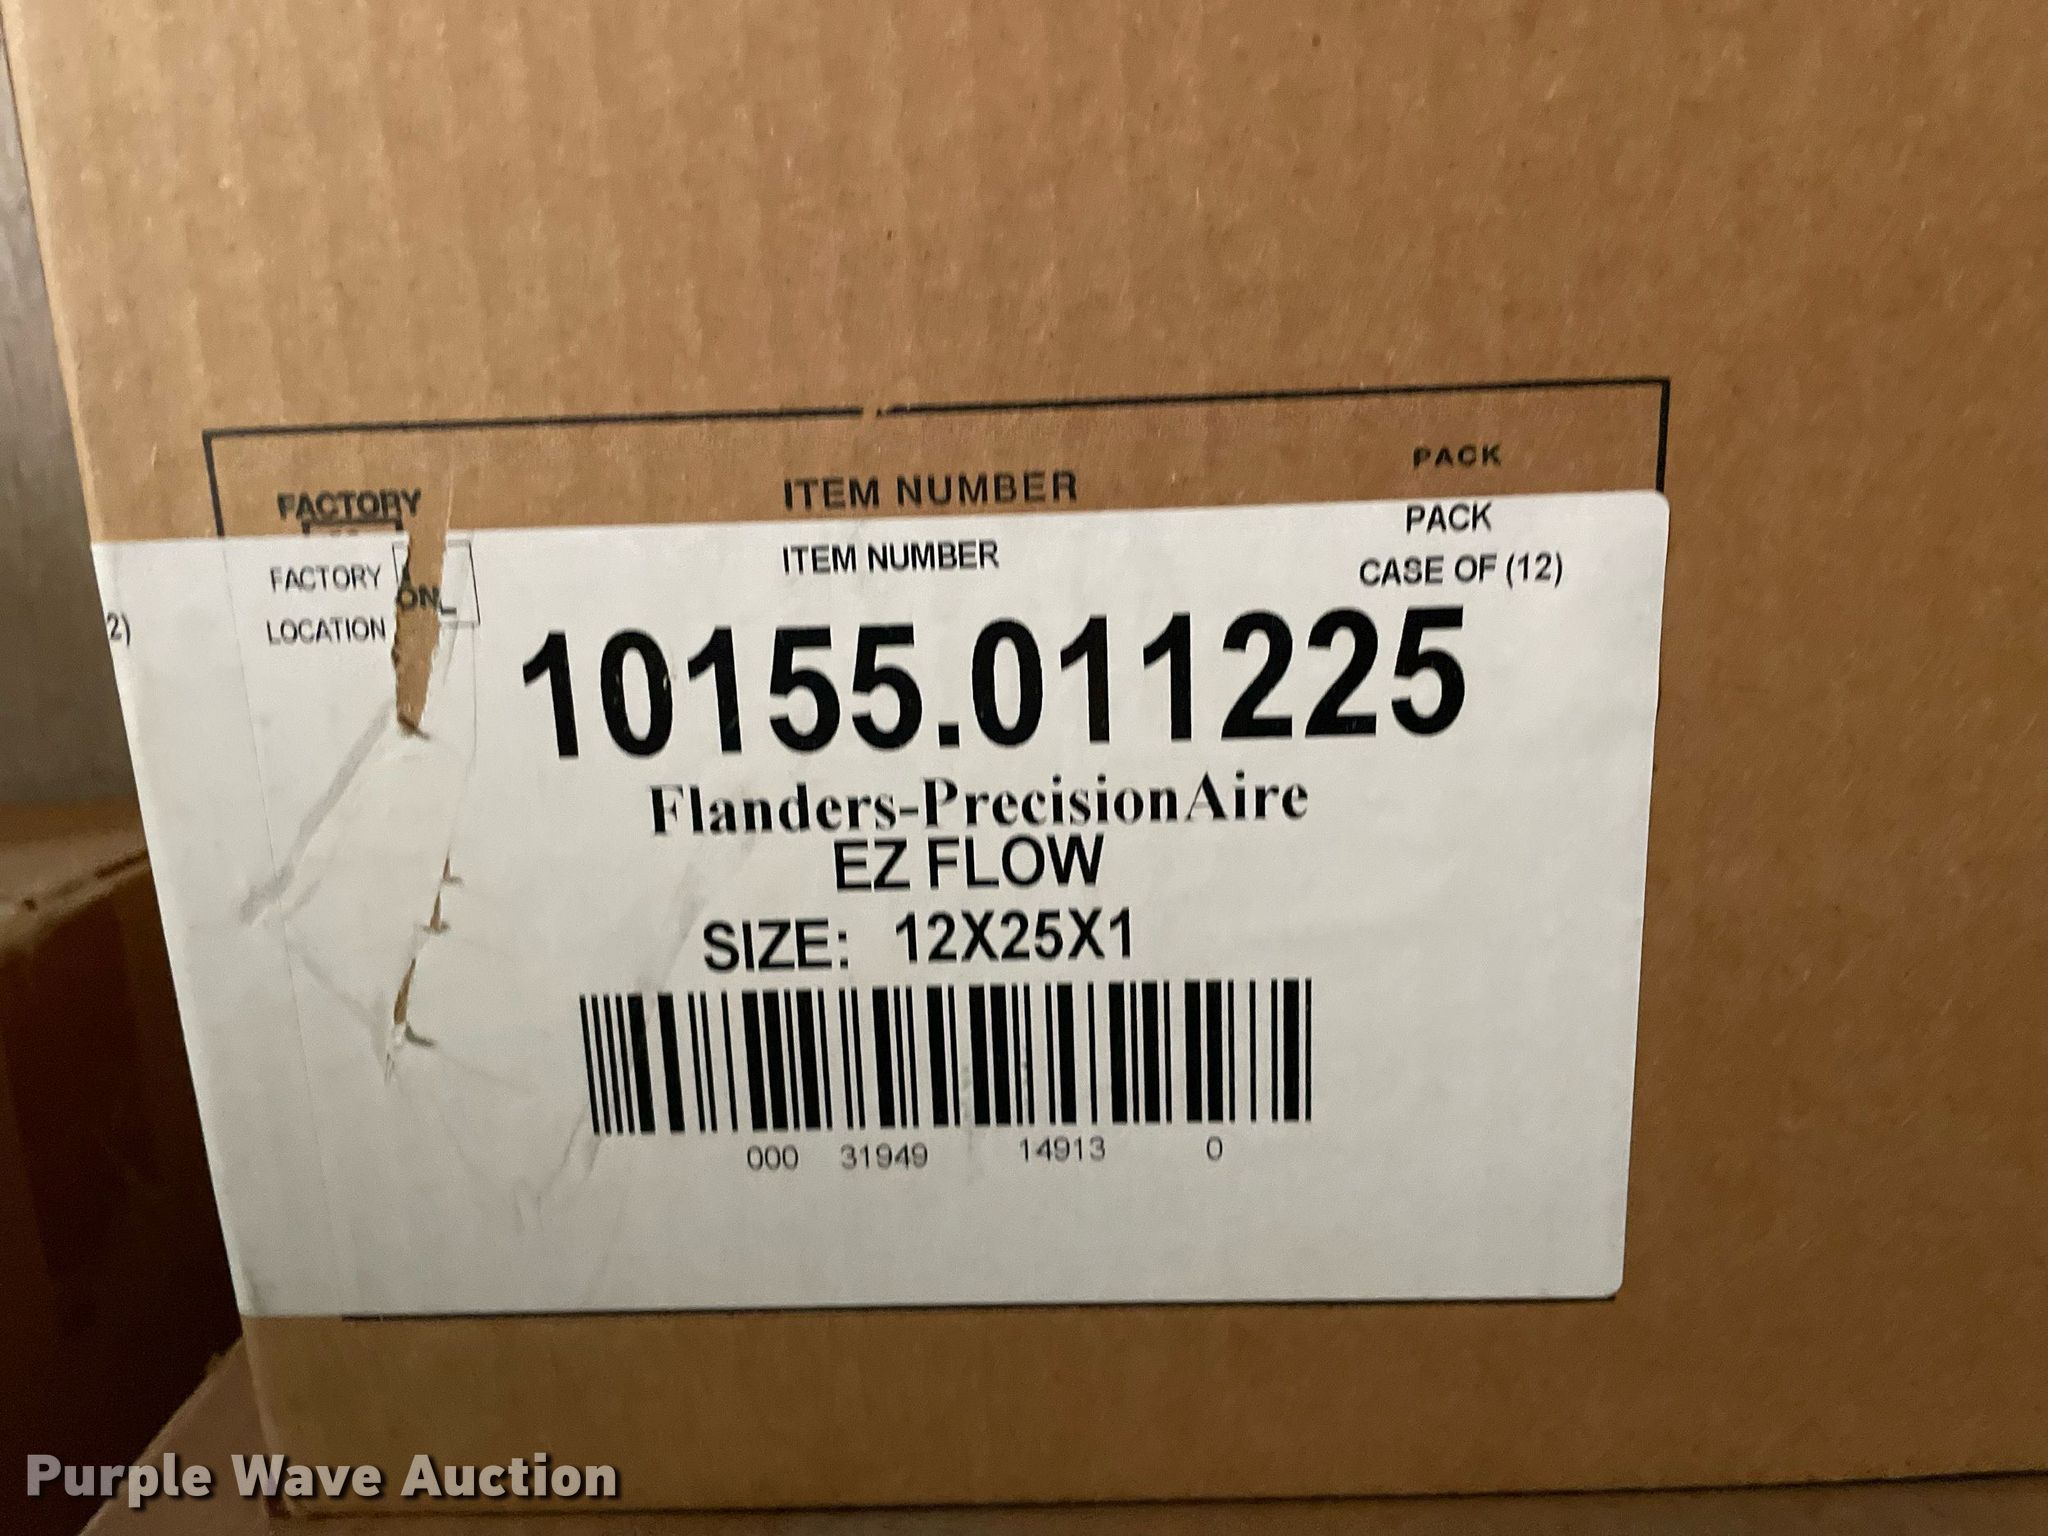 FACTORY
ITEM NUMBER
PACK
FACTORY
LOCATION
ITEM NUMBER
PACK
CASE OF (12)
2)
10155.011225
Flanders-PrecisionAire
EZ FLOW
SIZE: 12X25X1
000 31949 14913 0
Purple Wave Auction